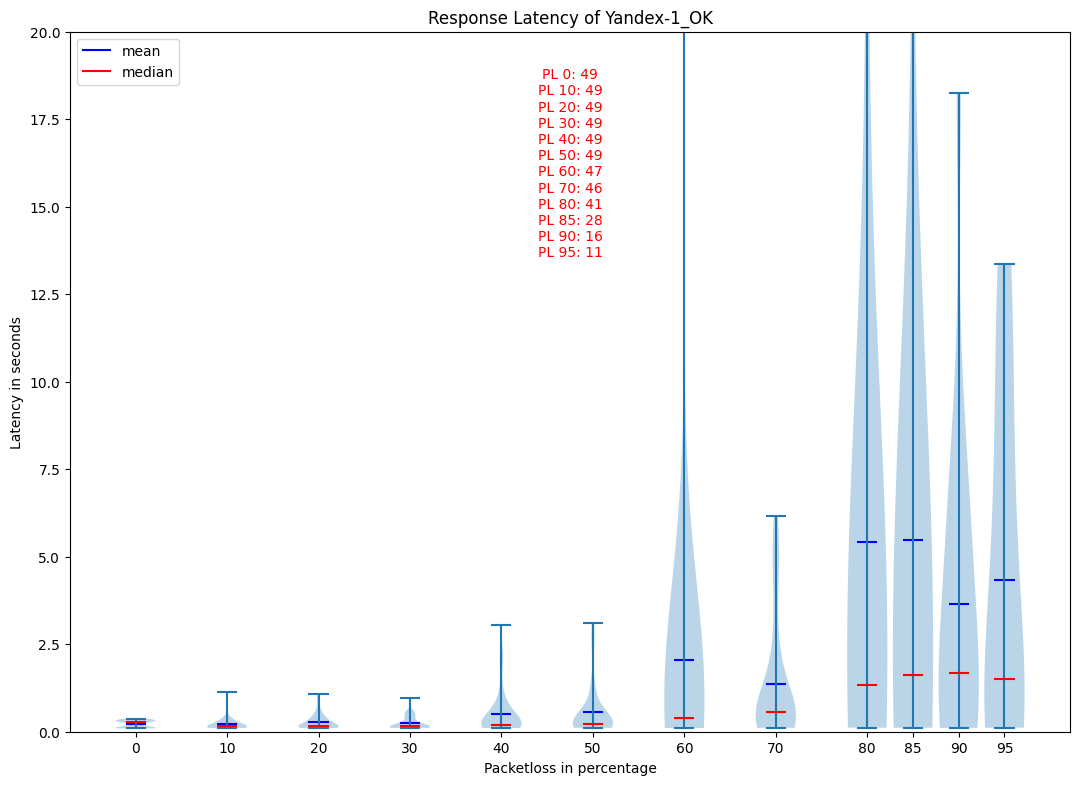 Response Latency of Yandex-1_OK
20.0
17.5
15.0
12.5
10.0
7.5
5.0
2.5
0.0
Latency in seconds
mean
median
PL 0: 49
PL 10: 49
PL 20: 49
PL 30: 49
PL 40: 49
PL 50: 49
PL 60: 47
PL 70: 46
PL 80: 41
PL 85: 28
PL 90: 16
PL 95: 11
0 10 20 30 40 50 60 70 80 85 90 95
Packetloss in percentage